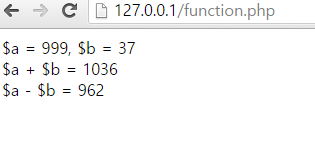 127.0.0.1/function.php
$a = 999, $b = 37
$a + $b = 1036
$a - $b = 962